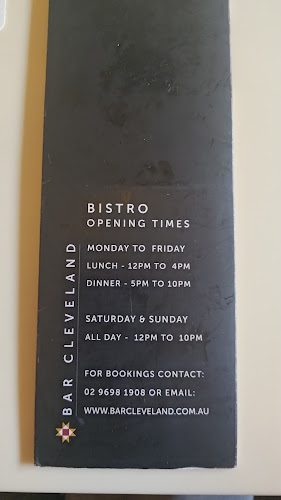 BISTRO
OPENING TIMES
MONDAY TO FRIDAY
LUNCH - 12PM TO 4PM
DINNER - 5PM TO 10PM
SATURDAY & SUNDAY
ALL DAY - 12PM TO 10PM
FOR BOOKINGS CONTACT:
02 9698 1908 OR EMAIL:
WWW.BARCLEVELAND.COM.AU
BAR CLEVELAND